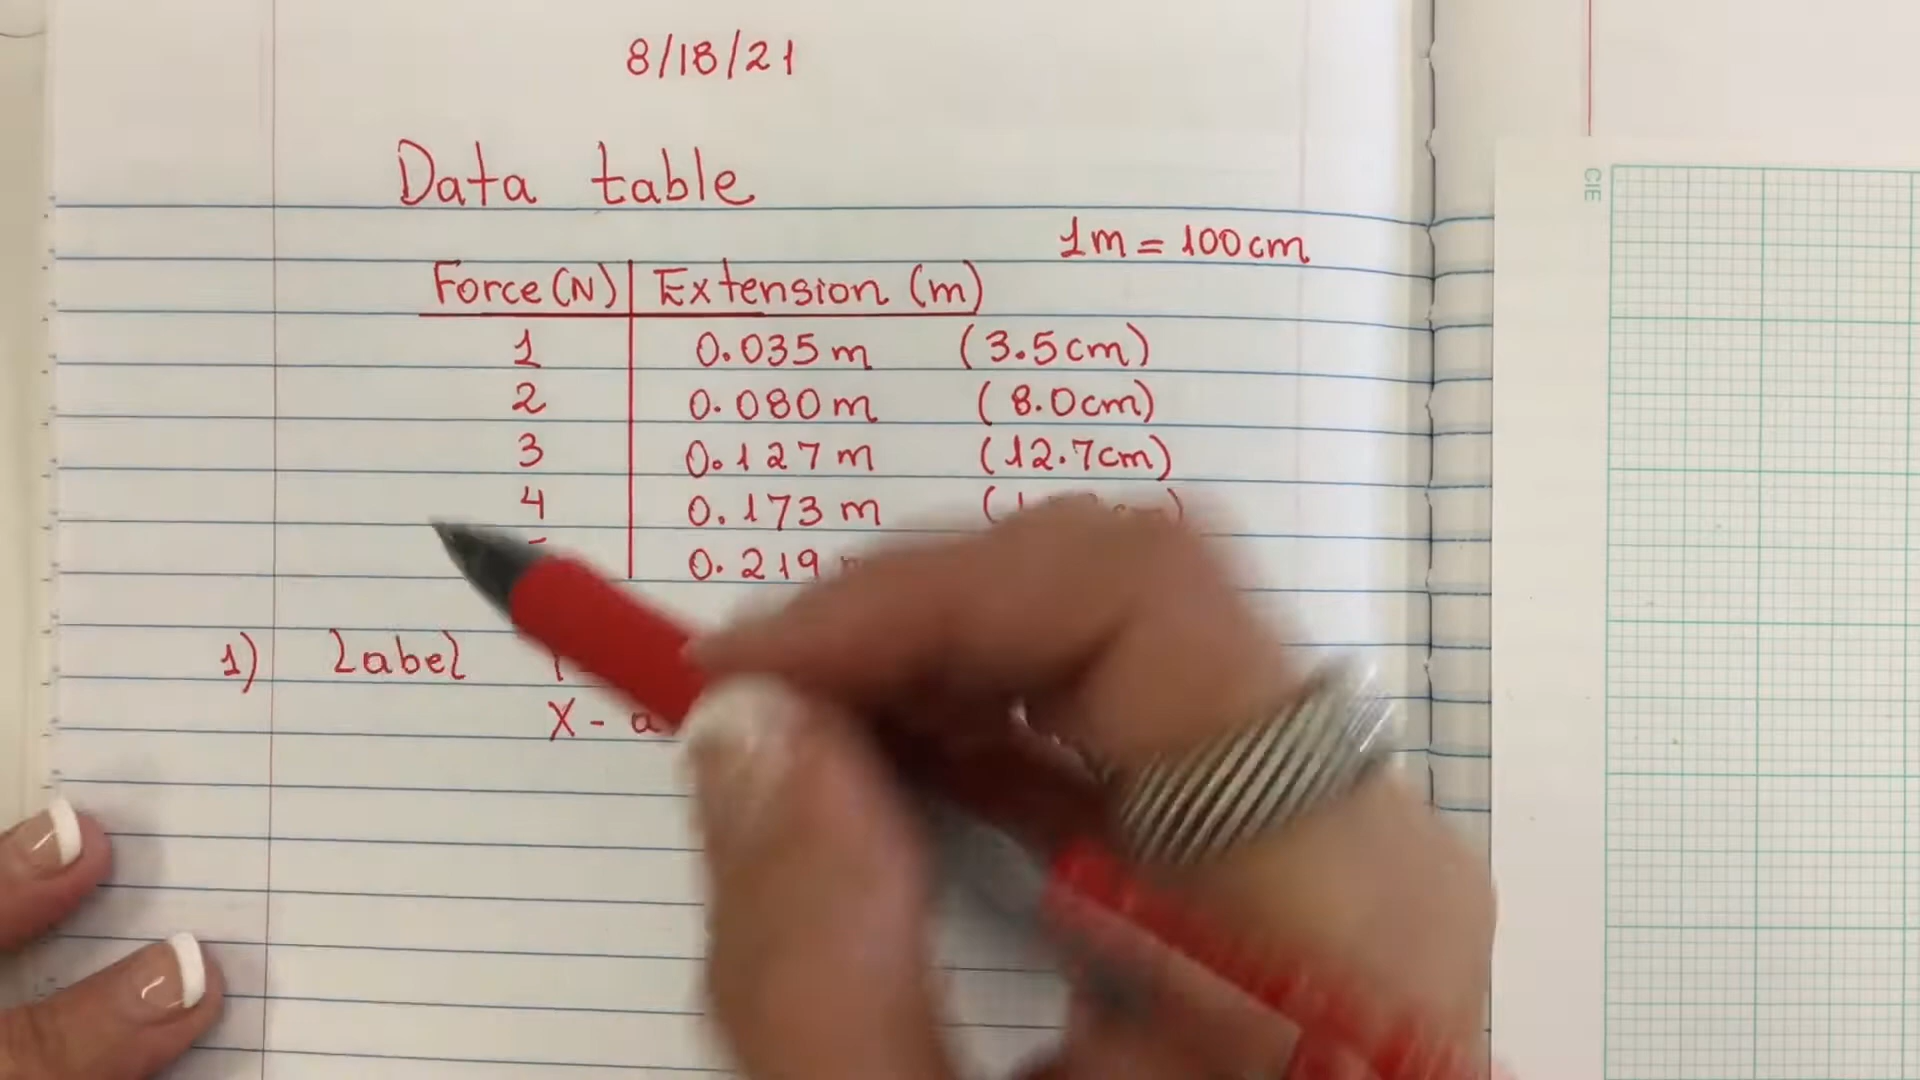 8/18/21
Data table
1m = 100cm
Force (N) Extension (m)
1 0.035 m (3.5cm)
2 0.080 m (8.0cm)
3 0.127 m (12.7cm)
4 0.173 m
0.219
1) Label
X - a
CIE